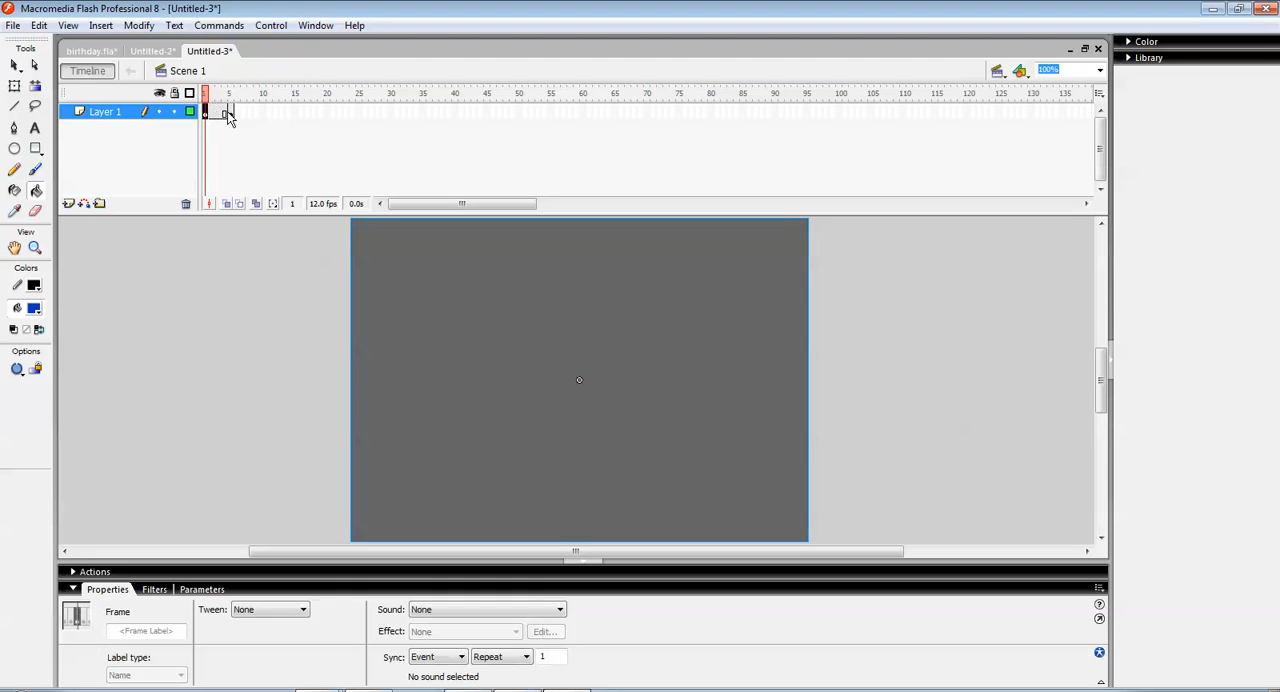 Macromedia Flash Professional 8 - [Untitled-3*]
File Edit View Insert Modify Text Commands Control Window Help
Tools
birthday.fla* Untitled-2* Untitled-3*
Color
Timeline
Scene 1
100%
Library
5 10 15 20 25 30 35 40 45 50 55 60 65 70 75 80 85 90 95 100 105 110 115 120 125 130 135
Layer 1
1 12.0 fps 0.0s
View
Colors
Options
Actions
Properties Filters Parameters
Frame
<Frame Label>
Label type:
Name
Tween: None
Sound: None
Effect: None Edit...
Sync: Event Repeat 1
No sound selected